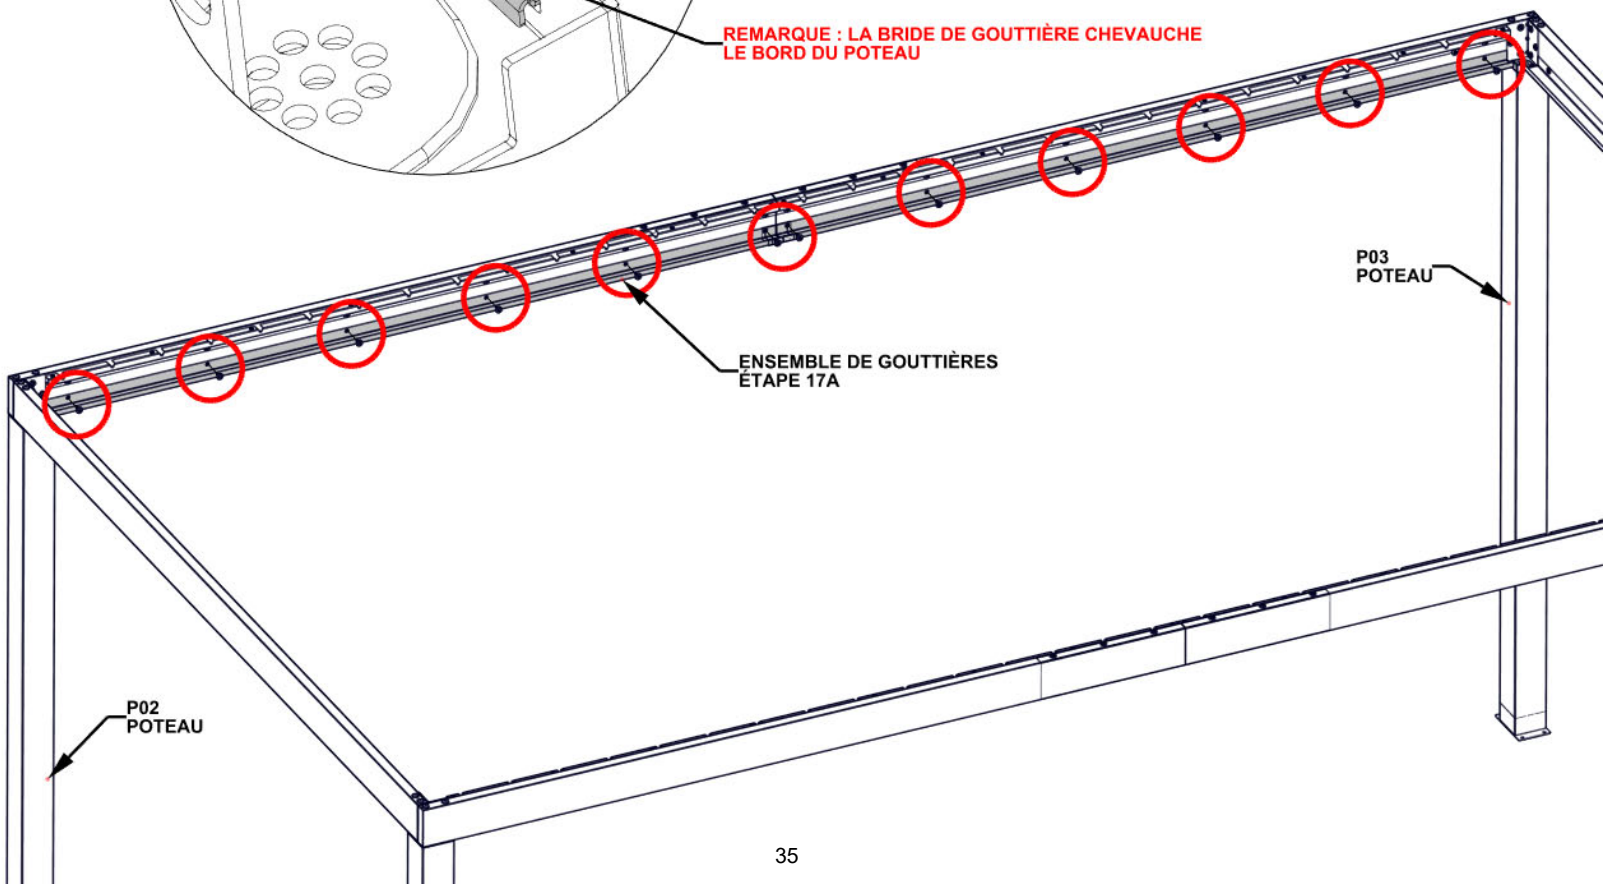 REMARQUE : LA BRIDE DE GOUTTIÈRE CHEVAUCHE
LE BORD DU POTEAU
P03
POTEAU
ENSEMBLE DE GOUTTIÈRES
ÉTAPE 17A
P02
POTEAU
35